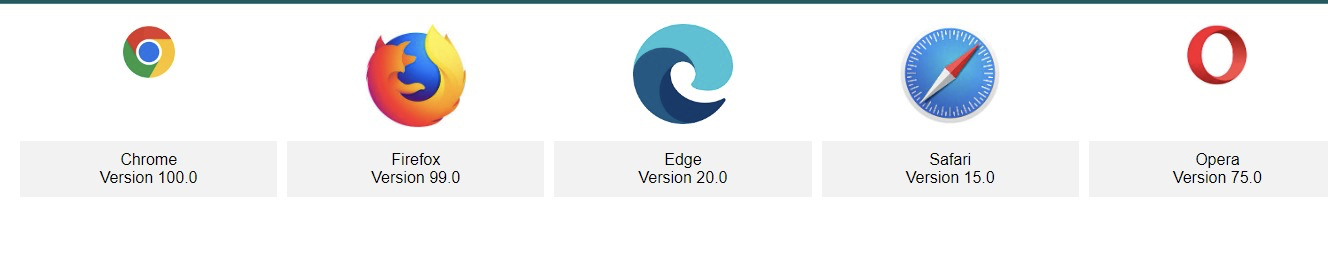 Chrome
Version 100.0
Firefox
Version 99.0
Edge
Version 20.0
Safari
Version 15.0
Opera
Version 75.0